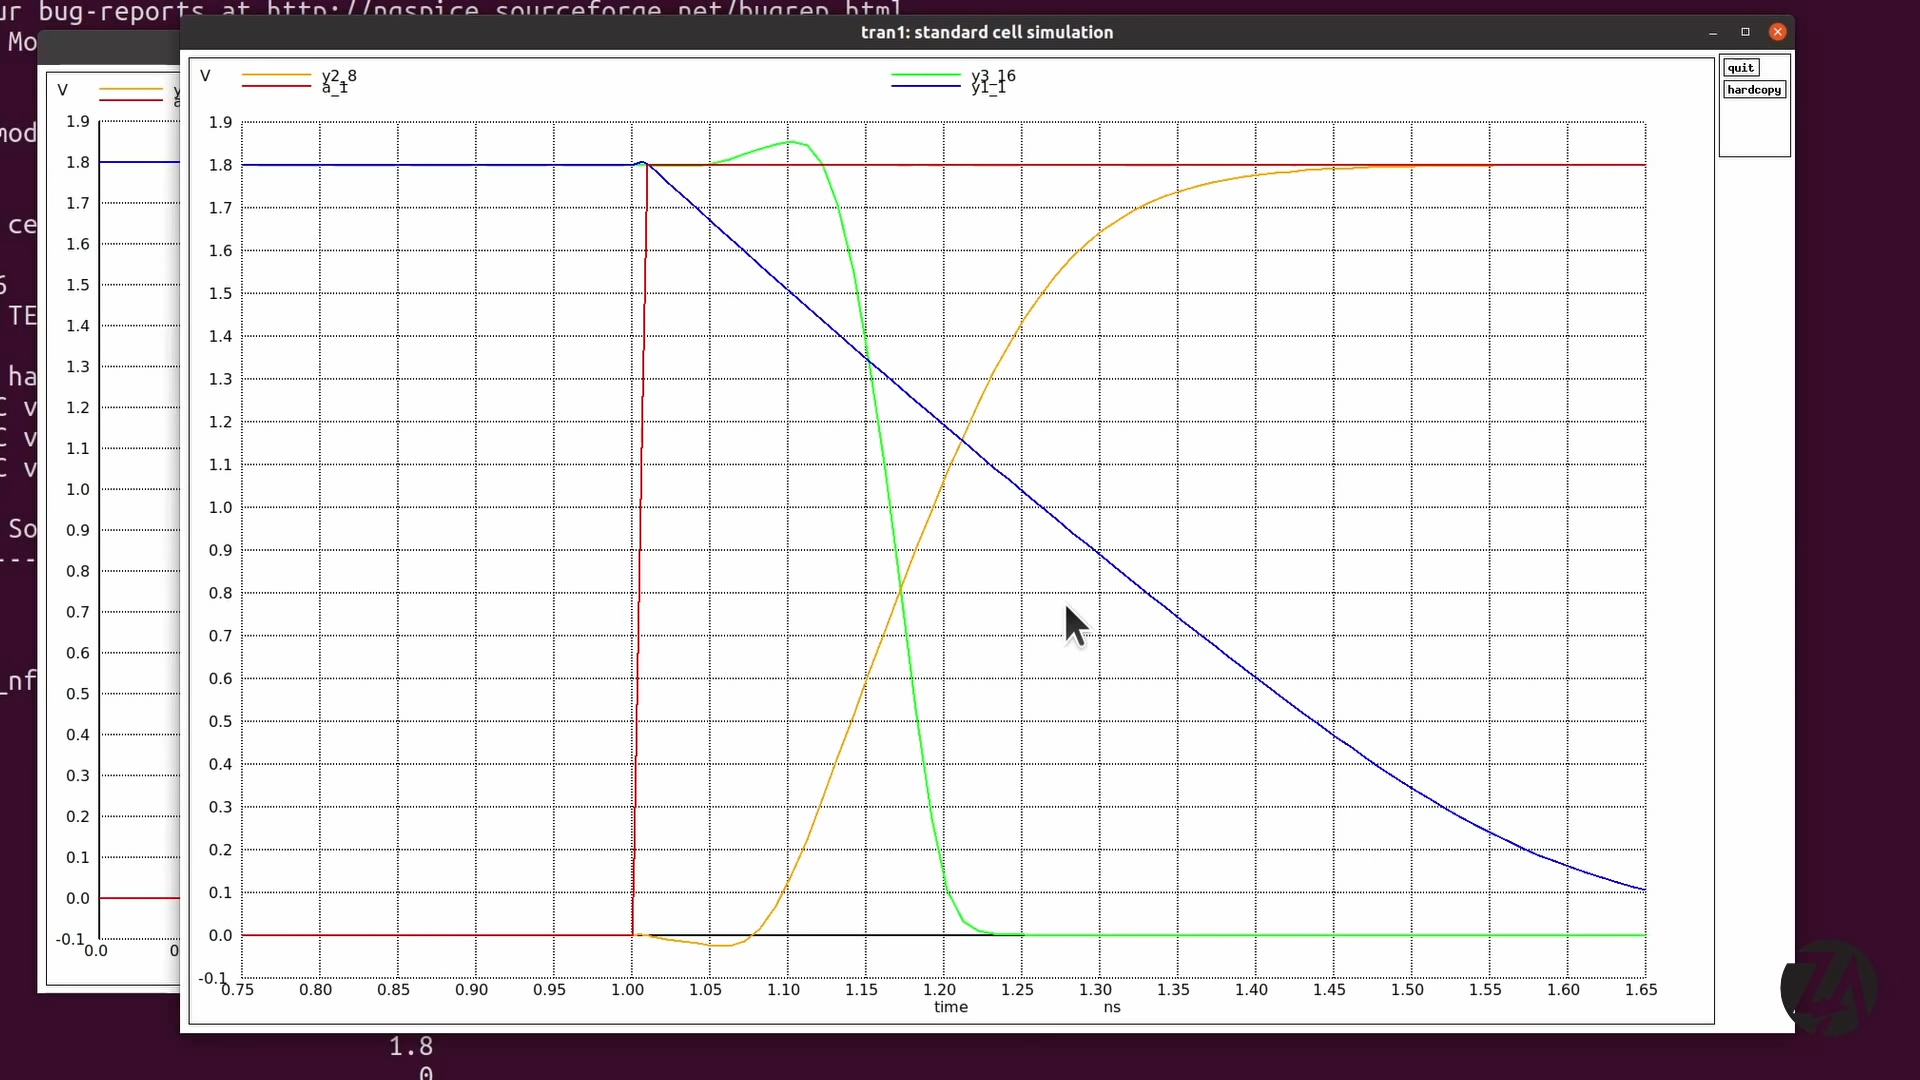 ur bug-reports at http://ngspice.sourceforge.net/bugrep.html
Mo
mod
ce
6
TE
ha
C v
C v
C v
So
---
_nf
1.8
0
V
1.9
1.8
1.7
1.6
1.5
1.4
1.3
1.2
1.1
1.0
0.9
0.8
0.7
0.6
0.5
0.4
0.3
0.2
0.1
0.0
-0.1
0.0
tran1: standard cell simulation
quit
hardcopy
V
y2_8
a_1
y3_16
y1_1
1.9
1.8
1.7
1.6
1.5
1.4
1.3
1.2
1.1
1.0
0.9
0.8
0.7
0.6
0.5
0.4
0.3
0.2
0.1
0.0
-0.1
0.75 0.80 0.85 0.90 0.95 1.00 1.05 1.10 1.15 1.20 1.25 1.30 1.35 1.40 1.45 1.50 1.55 1.60 1.65
time ns